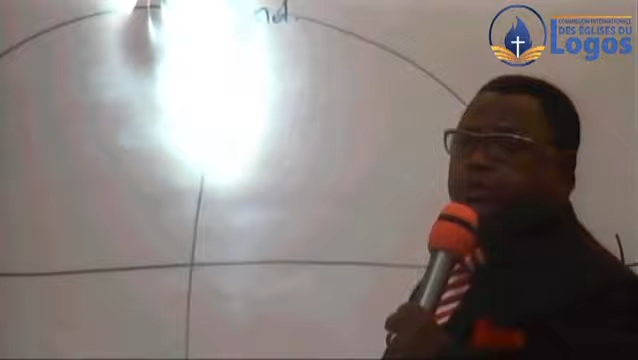 COMMISSION INTERNATIONALE
DES ÉGLISES DU
Logos